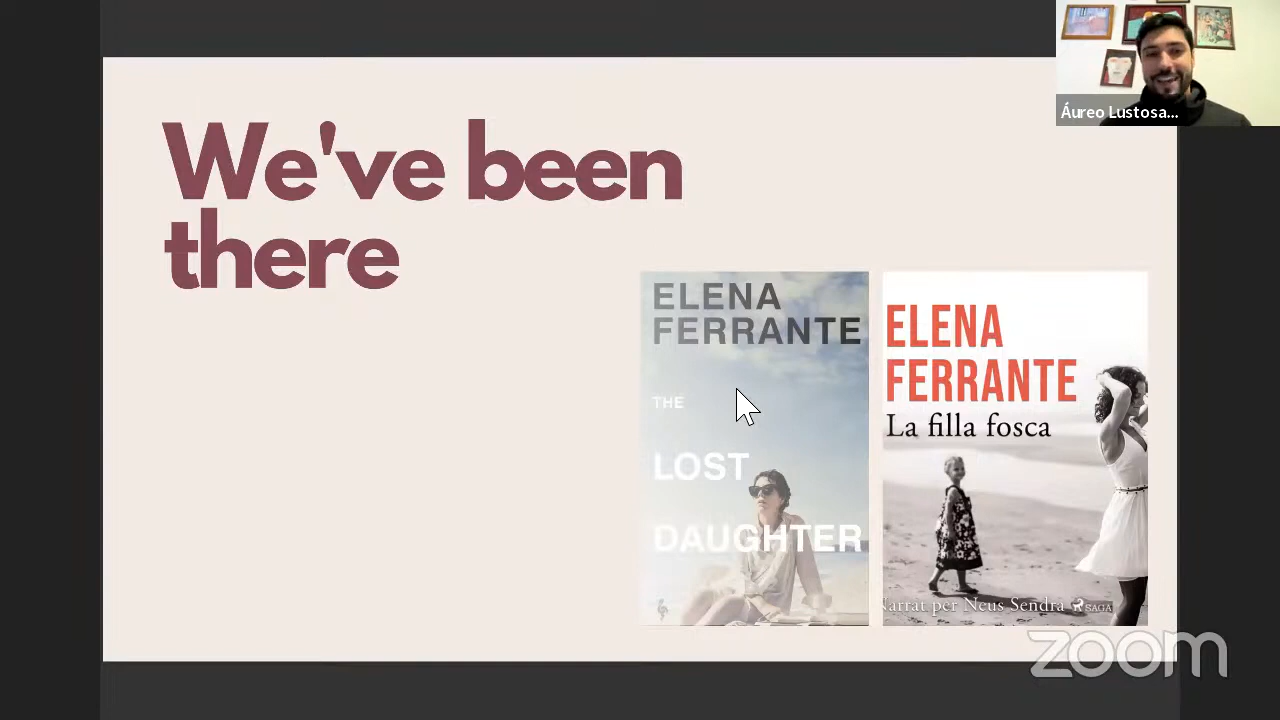 We've been
there
ELENA
FERRANTE
THE
LOST
DAUGHTER
ELENA
FERRANTE
La filla fosca
Narrat per Neus Sendra
SAGA
Áureo Lustosa...
zoom